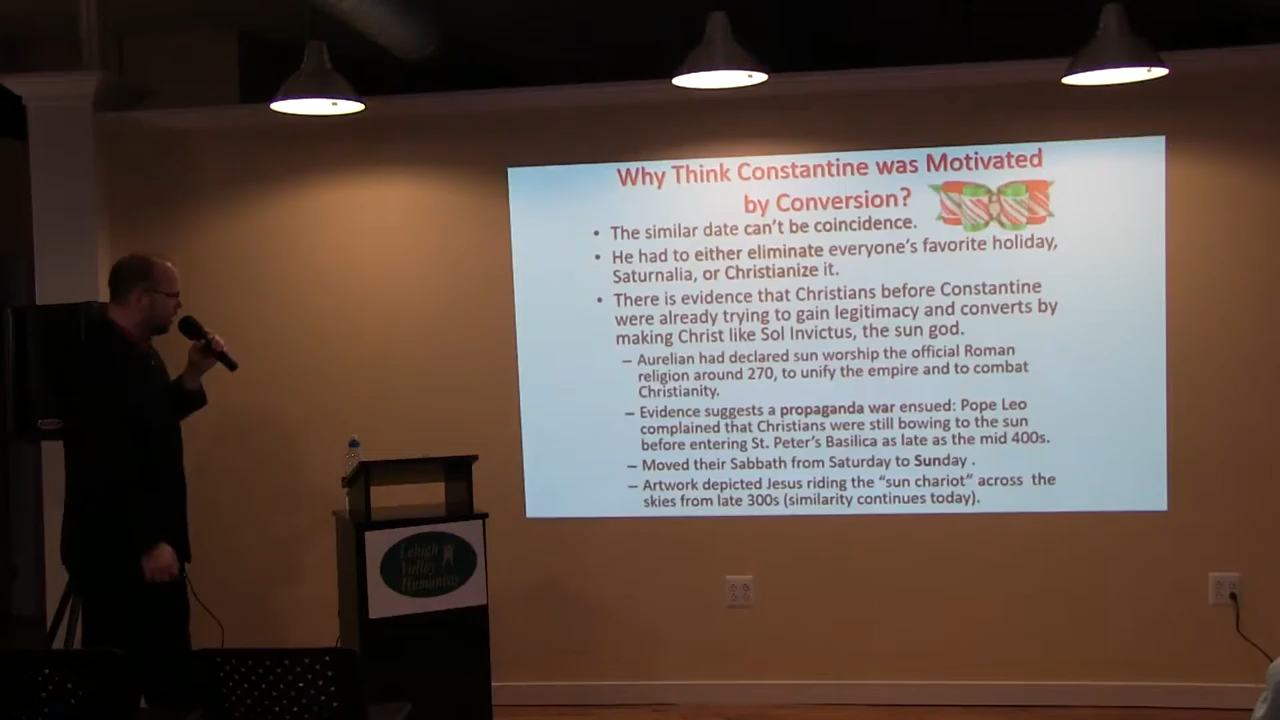 Why Think Constantine was Motivated
by Conversion?
• The similar date can't be coincidence.
• He had to either eliminate everyone's favorite holiday,
Saturnalia, or Christianize it.
• There is evidence that Christians before Constantine
were already trying to gain legitimacy and converts by
making Christ like Sol Invictus, the sun god.
– Aurelian had declared sun worship the official Roman
religion around 270, to unify the empire and to combat
Christianity.
– Evidence suggests a propaganda war ensued: Pope Leo
complained that Christians were still bowing to the sun
before entering St. Peter's Basilica as late as the mid 400s.
– Moved their Sabbath from Saturday to Sunday .
– Artwork depicted Jesus riding the "sun chariot" across the
skies from late 300s (similarity continues today).
Lehigh
Valley
Humanists